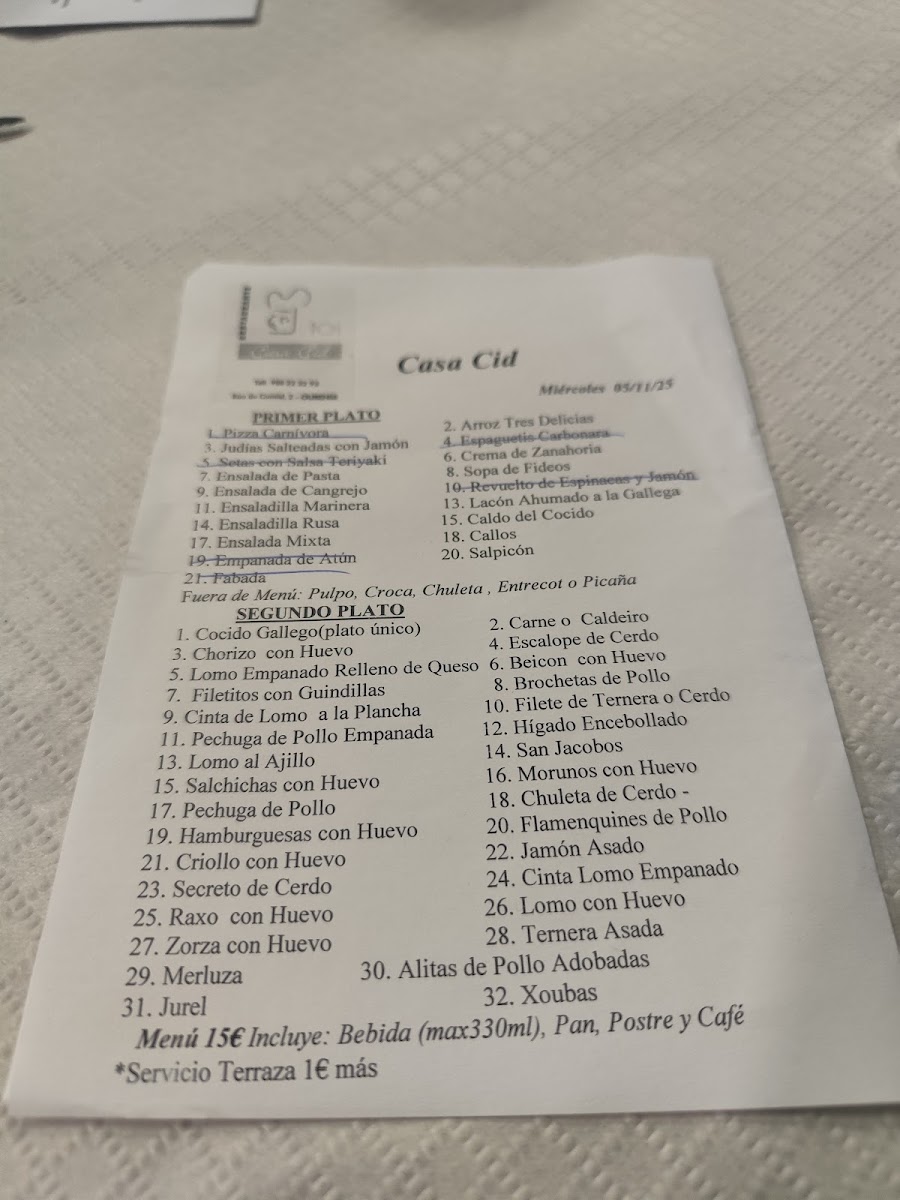 Casa Cid
Casa Cid
Miércoles 05/11/25
PRIMER PLATO
1. Pizza Carnívora
2. Arroz Tres Delicias
3. Judías Salteadas con Jamón
4. Espaguetis Carbonara
5. Setas con Salsa Teriyaki
6. Crema de Zanahoria
7. Ensalada de Pasta
8. Sopa de Fideos
9. Ensalada de Cangrejo
10. Revuelto de Espinacas y Jamón
11. Ensaladilla Marinera
13. Lacón Ahumado a la Gallega
14. Ensaladilla Rusa
15. Caldo del Cocido
17. Ensalada Mixta
18. Callos
19. Empanada de Atún
20. Salpicón
21. Fabada
Fuera de Menú: Pulpo, Croca, Chuleta , Entrecot o Picaña
SEGUNDO PLATO
1. Cocido Gallego(plato único)
2. Carne o Caldeiro
3. Chorizo con Huevo
4. Escalope de Cerdo
5. Lomo Empanado Relleno de Queso
6. Beicon con Huevo
7. Filetitos con Guindillas
8. Brochetas de Pollo
9. Cinta de Lomo a la Plancha
10. Filete de Ternera o Cerdo
11. Pechuga de Pollo Empanada
12. Hígado Encebollado
13. Lomo al Ajillo
14. San Jacobos
15. Salchichas con Huevo
16. Morunos con Huevo
17. Pechuga de Pollo
18. Chuleta de Cerdo -
19. Hamburguesas con Huevo
20. Flamenquines de Pollo
21. Criollo con Huevo
22. Jamón Asado
23. Secreto de Cerdo
24. Cinta Lomo Empanado
25. Raxo con Huevo
26. Lomo con Huevo
27. Zorza con Huevo
28. Ternera Asada
29. Merluza
30. Alitas de Pollo Adobadas
31. Jurel
32. Xoubas
Menú 15€ Incluye: Bebida (max330ml), Pan, Postre y Café
*Servicio Terraza 1€ más